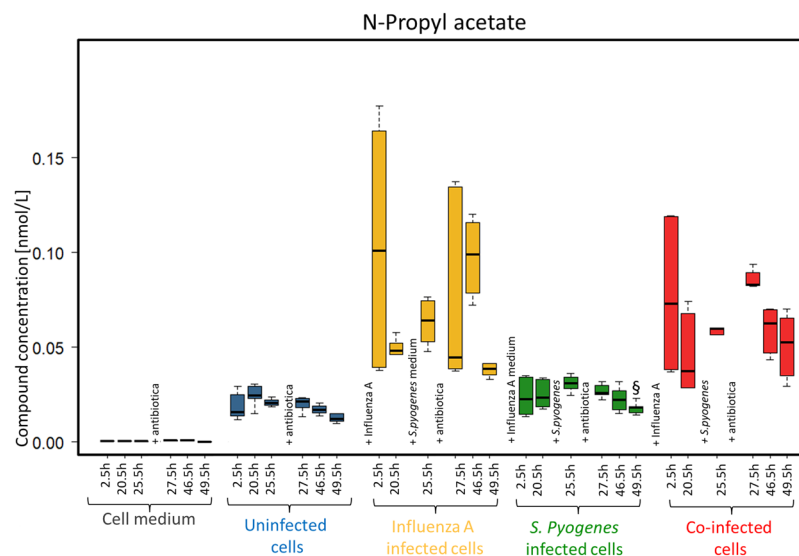 N-Propyl acetate
Compound concentration [nmol/L]
0.15
0.10
0.05
0.00
+ antibiotica
+ antibiotica
+ Influenza A
+ S.pyogenes medium
+ antibiotica
+ Influenza A medium
+ S.pyogenes
+ antibiotica
§
+ Influenza A
+ S.pyogenes
+ antibiotica
2.5h
20.5h
25.5h
27.5h
46.5h
49.5h
2.5h
20.5h
25.5h
27.5h
46.5h
49.5h
2.5h
20.5h
25.5h
27.5h
46.5h
49.5h
2.5h
20.5h
25.5h
27.5h
46.5h
49.5h
2.5h
20.5h
25.5h
27.5h
46.5h
49.5h
Cell medium
Uninfected
cells
Influenza A
infected cells
S. Pyogenes
infected cells
Co-infected
cells